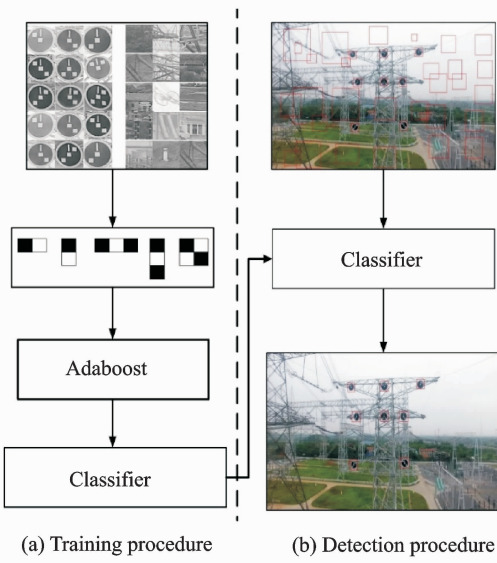 Adaboost
Classifier
(a) Training procedure
Classifier
(b) Detection procedure